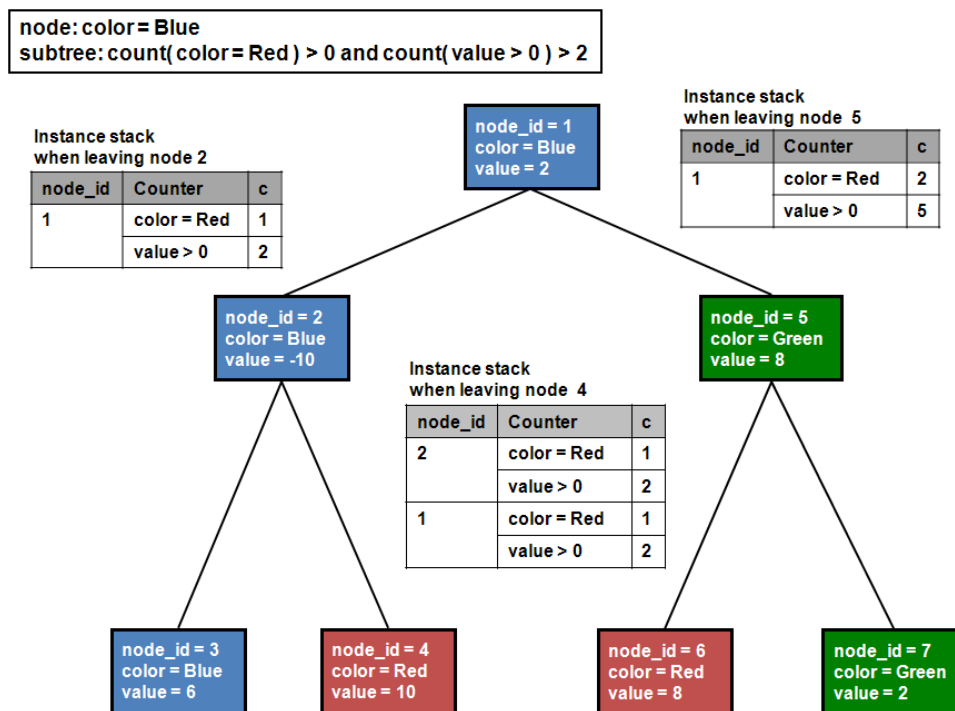 node: color = Blue
subtree: count( color = Red ) > 0 and count( value > 0 ) > 2
Instance stack
when leaving node 2
node_id Counter c
1 color = Red 1
value > 0 2
node_id = 1
color = Blue
value = 2
Instance stack
when leaving node 5
node_id Counter c
1 color = Red 2
value > 0 5
node_id = 2
color = Blue
value = -10
node_id = 5
color = Green
value = 8
Instance stack
when leaving node 4
node_id Counter c
2 color = Red 1
value > 0 2
1 color = Red 1
value > 0 2
node_id = 3
color = Blue
value = 6
node_id = 4
color = Red
value = 10
node_id = 6
color = Red
value = 8
node_id = 7
color = Green
value = 2